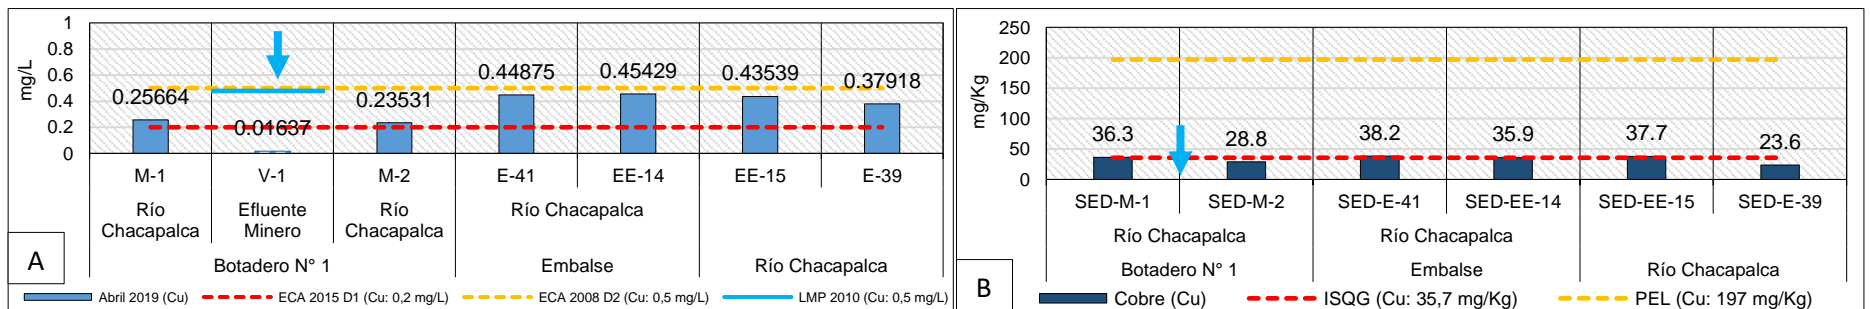 mg/L
1
0.8
0.6
0.4
0.2
0
0.25664
0.01637
0.23531
0.44875
0.45429
0.43539
0.37918
M-1
V-1
M-2
E-41
EE-14
EE-15
E-39
Río
Chacapalca
Efluente
Minero
Río
Chacapalca
Río Chacapalca
Botadero N° 1
Embalse
Río Chacapalca
A
Abril 2019 (Cu)
ECA 2015 D1 (Cu: 0,2 mg/L)
ECA 2008 D2 (Cu: 0,5 mg/L)
LMP 2010 (Cu: 0,5 mg/L)
mg/Kg
250
200
150
100
50
0
36.3
28.8
38.2
35.9
37.7
23.6
SED-M-1
SED-M-2
SED-E-41
SED-EE-14
SED-EE-15
SED-E-39
Río Chacapalca
Río Chacapalca
Botadero N° 1
Embalse
Río Chacapalca
B
Cobre (Cu)
ISQG (Cu: 35,7 mg/Kg)
PEL (Cu: 197 mg/Kg)